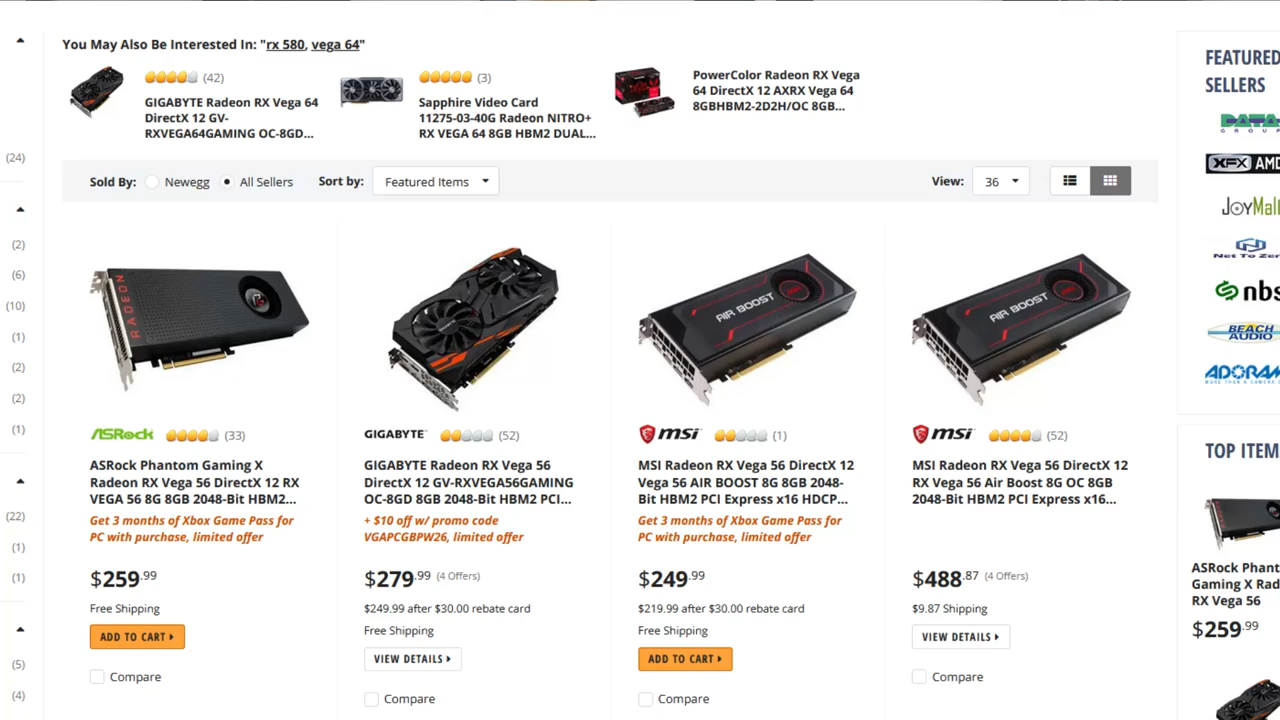 You May Also Be Interested In: "rx 580, vega 64"
(42)
GIGABYTE Radeon RX Vega 64
DirectX 12 GV-
RXVEGA64GAMING OC-8GD...
(3)
Sapphire Video Card
11275-03-40G Radeon NITRO+
RX VEGA 64 8GB HBM2 DUAL...
PowerColor Radeon RX Vega
64 DirectX 12 AXRX Vega 64
8GBHBM2-2D2H/OC 8GB...
Sold By: Newegg All Sellers Sort by: Featured Items View: 36
(24)
(2)
(6)
(10)
(1)
(2)
(2)
(1)
(22)
(1)
(1)
(5)
(4)
RADEON
ASRock (33)
ASRock Phantom Gaming X
Radeon RX Vega 56 DirectX 12 RX
VEGA 56 8G 8GB 2048-Bit HBM2...
Get 3 months of Xbox Game Pass for
PC with purchase, limited offer
$259.99
Free Shipping
ADD TO CART
Compare
GIGABYTE (52)
GIGABYTE Radeon RX Vega 56
DirectX 12 GV-RXVEGA56GAMING
OC-8GD 8GB 2048-Bit HBM2 PCI...
+ $10 off w/ promo code
VGAPCGBPW26, limited offer
$279.99 (4 Offers)
$249.99 after $30.00 rebate card
Free Shipping
VIEW DETAILS
Compare
AIR BOOST
msi (1)
MSI Radeon RX Vega 56 DirectX 12
Vega 56 AIR BOOST 8G 8GB 2048-
Bit HBM2 PCI Express x16 HDCP...
Get 3 months of Xbox Game Pass for
PC with purchase, limited offer
$249.99
$219.99 after $30.00 rebate card
Free Shipping
ADD TO CART
Compare
AIR BOOST
msi (52)
MSI Radeon RX Vega 56 DirectX 12
RX Vega 56 Air Boost 8G OC 8GB
2048-Bit HBM2 PCI Express x16...
$488.87 (4 Offers)
$9.87 Shipping
VIEW DETAILS
Compare
FEATURED
SELLERS
DATA
GROUP
XFX AMD
JoyMall
NET TO ZER
nbs
BEACH
AUDIO
ADORAM
MORE THAN A CAMERA
TOP ITEM
ASRock Phant
Gaming X Rad
RX Vega 56
$259.99